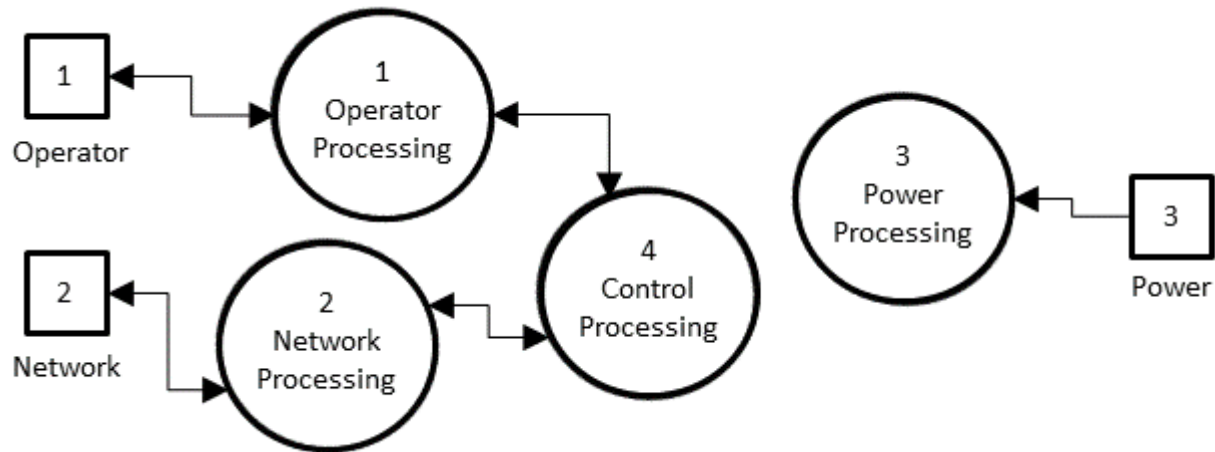 1
Operator
1
Operator
Processing
2
Network
2
Network
Processing
4
Control
Processing
3
Power
Processing
3
Power